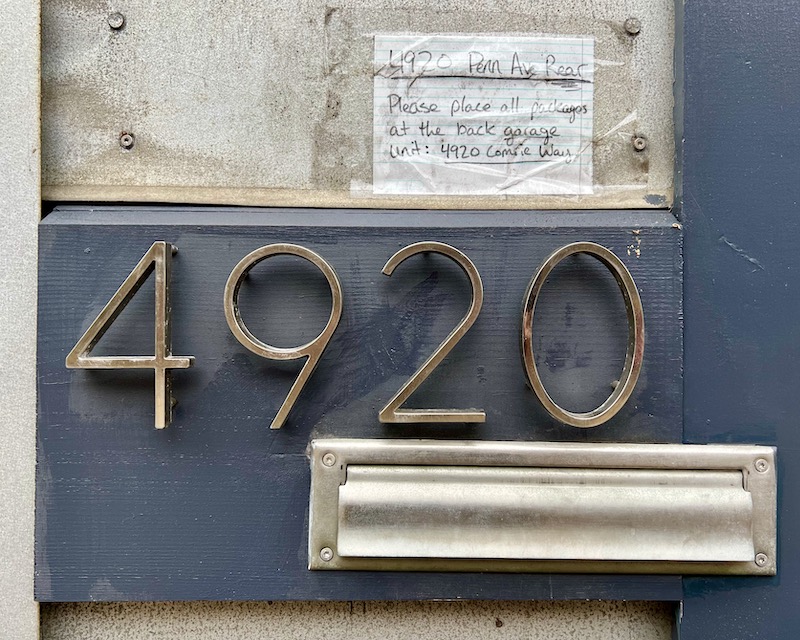 4920 Penn Ave Rear
Please place all packages
at the back garage
unit: 4920 Comrie Way
4920